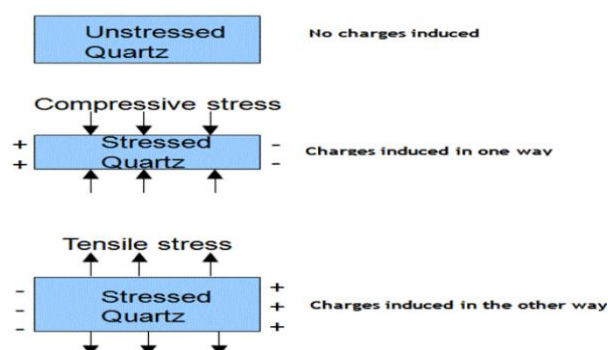 Unstressed
Quartz
No charges induced
Compressive stress
+ Stressed -
+ Quartz -
Charges induced in one way
Tensile stress
- +
- Stressed +
- Quartz +
Charges induced in the other way